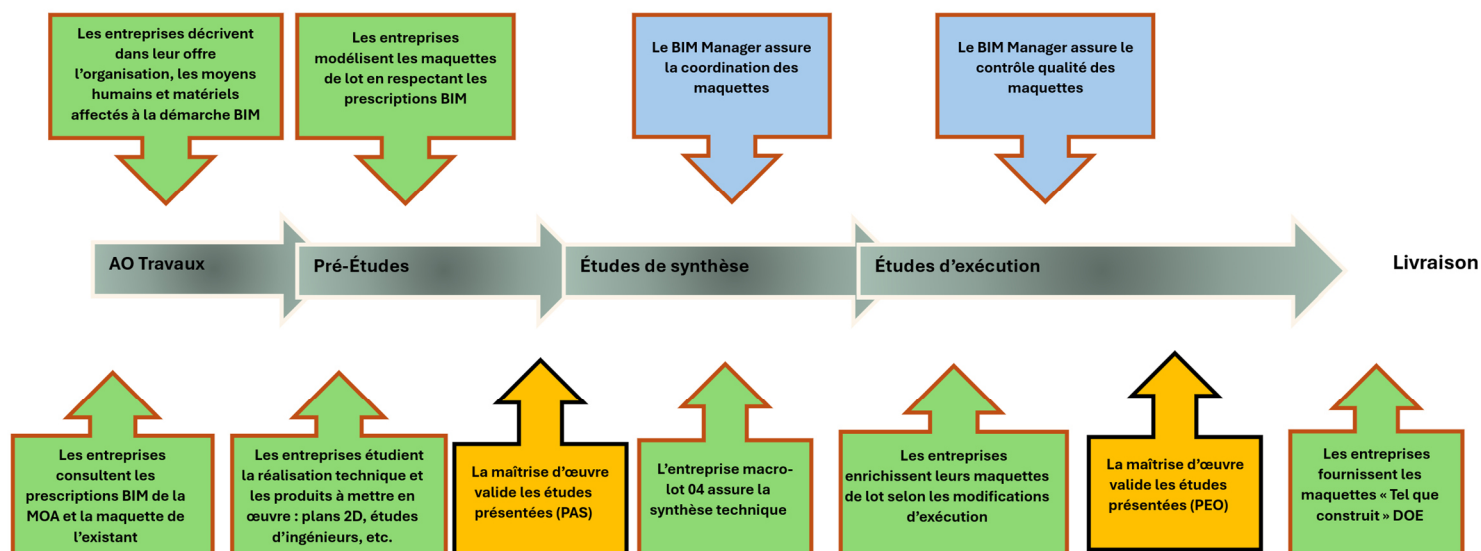 Les entreprises décrivent
dans leur offre
l'organisation, les moyens
humains et matériels
affectés à la démarche BIM
Les entreprises
modélisent les maquettes
de lot en respectant les
prescriptions BIM
Le BIM Manager assure
la coordination des
maquettes
Le BIM Manager assure le
contrôle qualité des
maquettes
AO Travaux
Pré-Études
Études de synthèse
Études d'exécution
Livraison
Les entreprises
consultent les
prescriptions BIM de la
MOA et la maquette de
l'existant
Les entreprises étudient
la réalisation technique et
les produits à mettre en
œuvre : plans 2D, études
d'ingénieurs, etc.
La maîtrise d'œuvre
valide les études
présentées (PAS)
L'entreprise macro-
lot 04 assure la
synthèse technique
Les entreprises
enrichissent leurs maquettes
de lot selon les modifications
d'exécution
La maîtrise d'œuvre
valide les études
présentées (PEO)
Les entreprises
fournissent les
maquettes « Tel que
construit » DOE